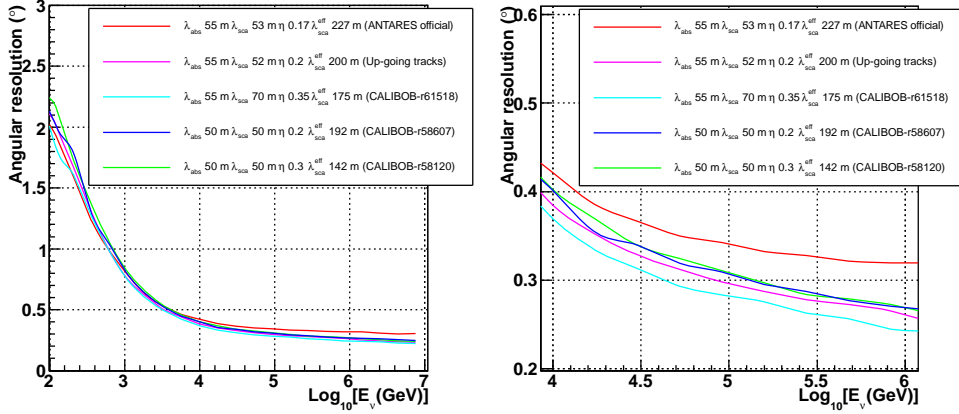 Angular resolution (°)
3
2.5
2
1.5
1
0.5
0
2
3
4
5
6
7
Log10[Eν(GeV)]
λabs 55 m λsca 53 m η 0.17 λsca^eff 227 m (ANTARES official)
λabs 55 m λsca 52 m η 0.2 λsca^eff 200 m (Up-going tracks)
λabs 55 m λsca 70 m η 0.35 λsca^eff 175 m (CALIBOB-r61518)
λabs 50 m λsca 50 m η 0.2 λsca^eff 192 m (CALIBOB-r58607)
λabs 50 m λsca 50 m η 0.3 λsca^eff 142 m (CALIBOB-r58120)
Angular resolution (°)
0.6
0.5
0.4
0.3
0.2
4
4.5
5
5.5
6
Log10[Eν(GeV)]
λabs 55 m λsca 53 m η 0.17 λsca^eff 227 m (ANTARES official)
λabs 55 m λsca 52 m η 0.2 λsca^eff 200 m (Up-going tracks)
λabs 55 m λsca 70 m η 0.35 λsca^eff 175 m (CALIBOB-r61518)
λabs 50 m λsca 50 m η 0.2 λsca^eff 192 m (CALIBOB-r58607)
λabs 50 m λsca 50 m η 0.3 λsca^eff 142 m (CALIBOB-r58120)